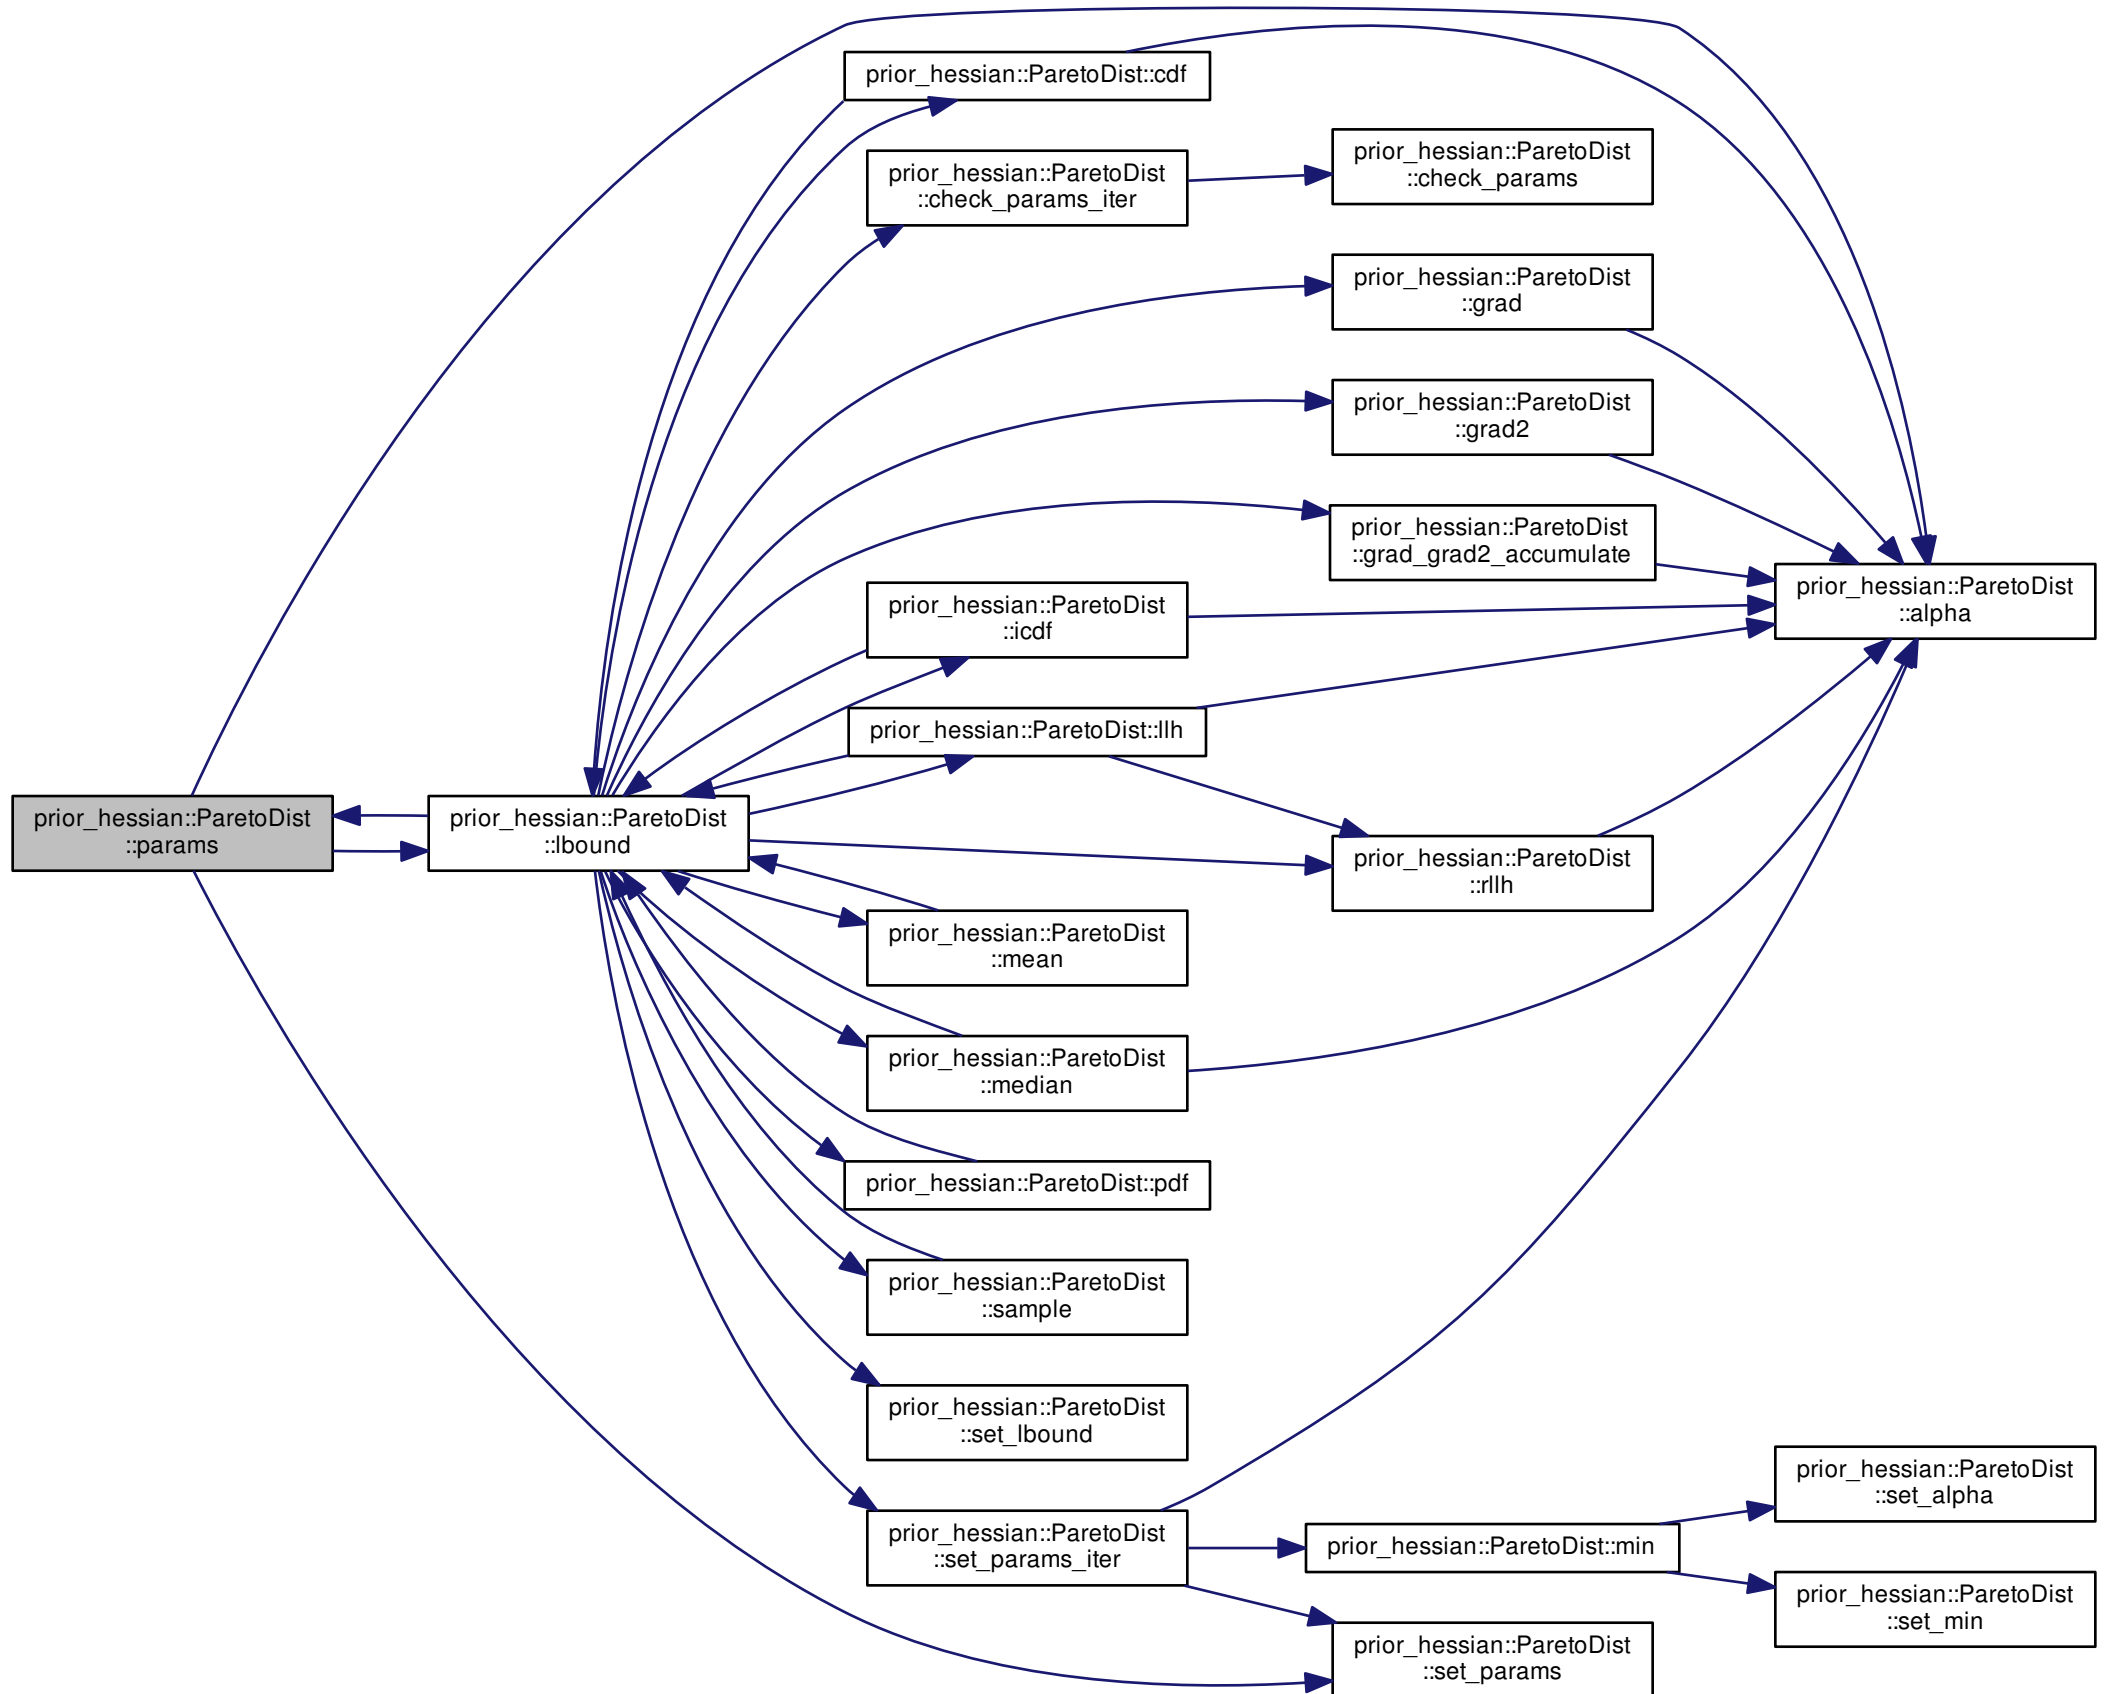 prior_hessian::ParetoDist::cdf
prior_hessian::ParetoDist
::check_params
prior_hessian::ParetoDist
::check_params_iter
prior_hessian::ParetoDist
::grad
prior_hessian::ParetoDist
::grad2
prior_hessian::ParetoDist
::grad_grad2_accumulate
prior_hessian::ParetoDist
::alpha
prior_hessian::ParetoDist
::icdf
prior_hessian::ParetoDist::llh
prior_hessian::ParetoDist
::params
prior_hessian::ParetoDist
::lbound
prior_hessian::ParetoDist
::rllh
prior_hessian::ParetoDist
::mean
prior_hessian::ParetoDist
::median
prior_hessian::ParetoDist::pdf
prior_hessian::ParetoDist
::sample
prior_hessian::ParetoDist
::set_lbound
prior_hessian::ParetoDist
::set_alpha
prior_hessian::ParetoDist
::set_params_iter
prior_hessian::ParetoDist::min
prior_hessian::ParetoDist
::set_min
prior_hessian::ParetoDist
::set_params